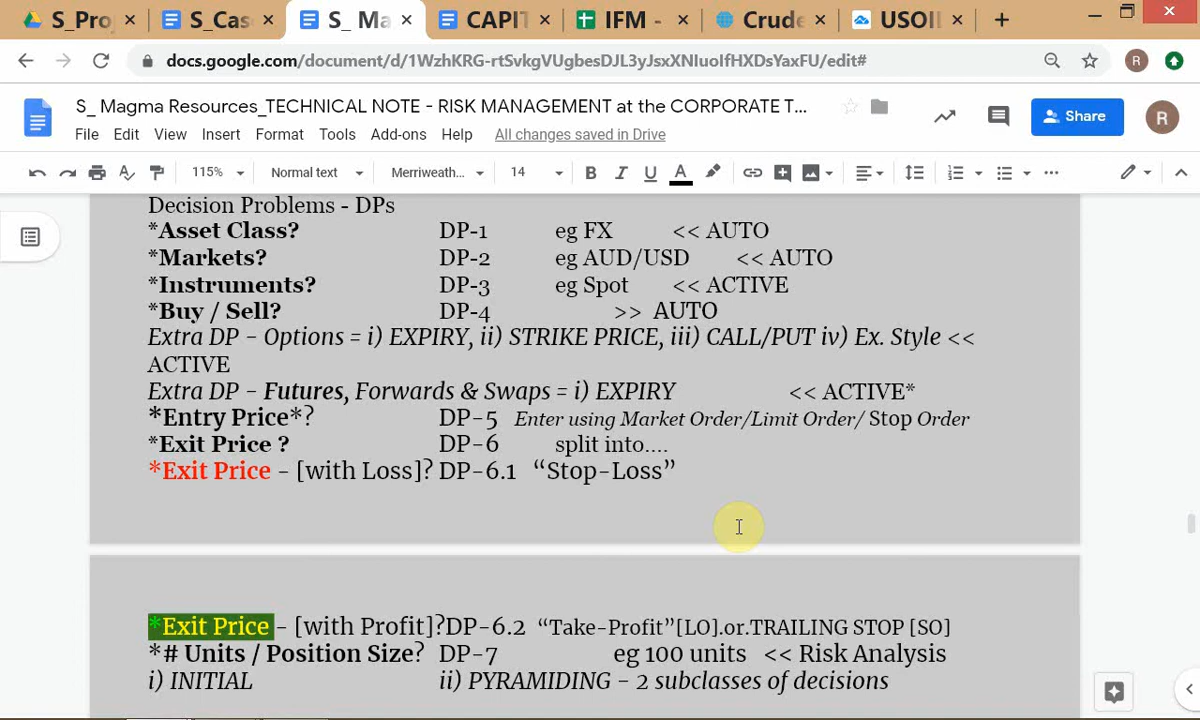 S_Proj
S_Cas
S_ Ma
CAPIT
IFM -
Crude
USOIL
docs.google.com/document/d/1WzhKRG-rtSvkgVUgbesDJL3yJsxXNIuoIfHXDsYaxFU/edit#
R
S_ Magma Resources_TECHNICAL NOTE - RISK MANAGEMENT at the CORPORATE T...
File Edit View Insert Format Tools Add-ons Help All changes saved in Drive
Share
R
115% Normal text Merriweath... 14 B I U A
Decision Problems - DPs
*Asset Class? DP-1 eg FX << AUTO
*Markets? DP-2 eg AUD/USD << AUTO
*Instruments? DP-3 eg Spot << ACTIVE
*Buy / Sell? DP-4 >> AUTO
Extra DP - Options = i) EXPIRY, ii) STRIKE PRICE, iii) CALL/PUT iv) Ex. Style <<
ACTIVE
Extra DP - Futures, Forwards & Swaps = i) EXPIRY << ACTIVE*
*Entry Price*? DP-5 Enter using Market Order/Limit Order/ Stop Order
*Exit Price ? DP-6 split into....
*Exit Price - [with Loss]? DP-6.1 “Stop-Loss”
*Exit Price - [with Profit]?DP-6.2 “Take-Profit”[LO].or.TRAILING STOP [SO]
*# Units / Position Size? DP-7 eg 100 units << Risk Analysis
i) INITIAL ii) PYRAMIDING - 2 subclasses of decisions